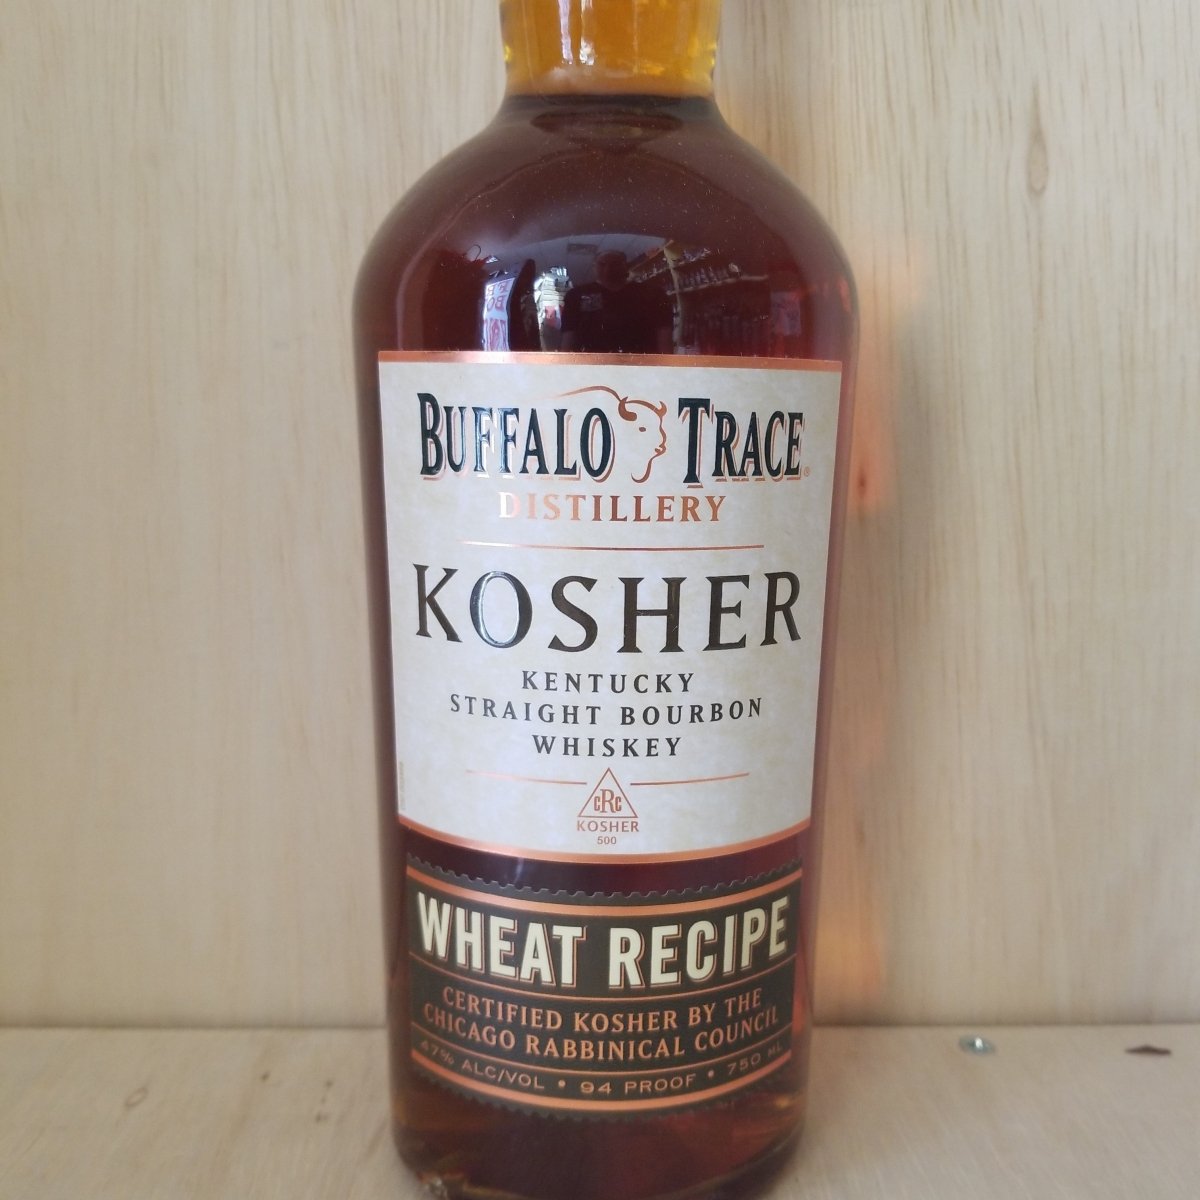 BUFFALO TRACE
DISTILLERY
KOSHER
KENTUCKY
STRAIGHT BOURBON
WHISKEY
cRc
KOSHER
500
WHEAT RECIPE
CERTIFIED KOSHER BY THE
CHICAGO RABBINICAL COUNCIL
47% ALC/VOL • 94 PROOF • 750 ML